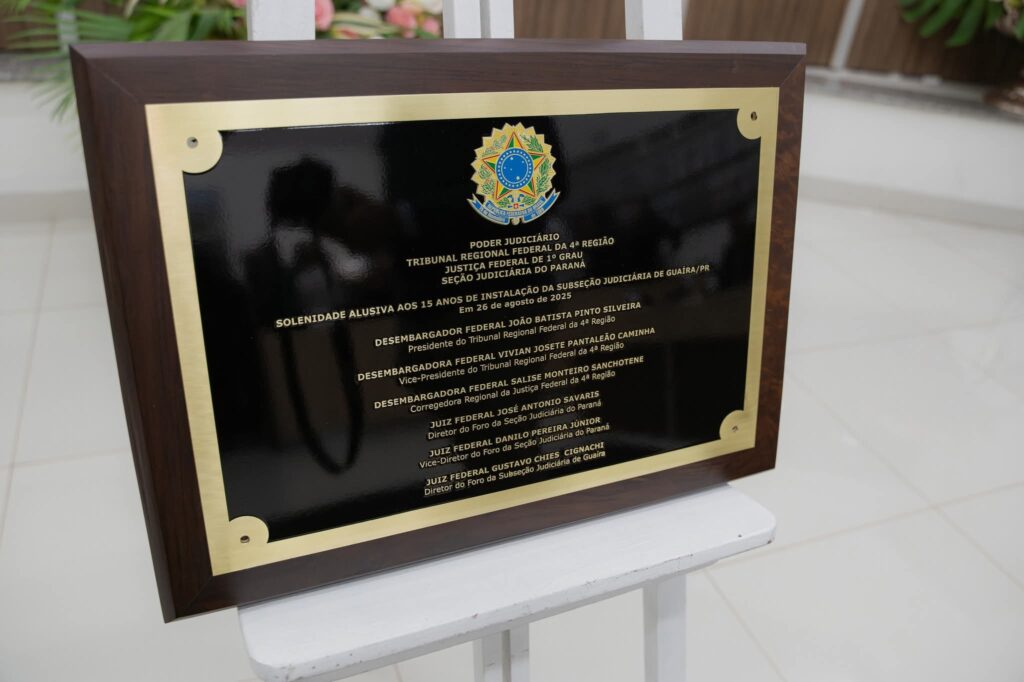 PODER JUDICIÁRIO
TRIBUNAL REGIONAL FEDERAL DA 4ª REGIÃO
JUSTIÇA FEDERAL DE 1º GRAU
SEÇÃO JUDICIÁRIA DO PARANÁ
SOLENIDADE ALUSIVA AOS 15 ANOS DE INSTALAÇÃO DA SUBSEÇÃO JUDICIÁRIA DE GUAÍRA/PR
Em 26 de agosto de 2025
DESEMBARGADOR FEDERAL JOÃO BATISTA PINTO SILVEIRA
Presidente do Tribunal Regional Federal da 4ª Região
DESEMBARGADORA FEDERAL VIVIAN JOSETE PANTALEÃO CAMINHA
Vice-Presidente do Tribunal Regional Federal da 4ª Região
DESEMBARGADORA FEDERAL SALISE MONTEIRO SANCHOTENE
Corregedora Regional da Justiça Federal da 4ª Região
JUIZ FEDERAL JOSÉ ANTONIO SAVARIS
Diretor do Foro da Seção Judiciária do Paraná
JUIZ FEDERAL DANILO PEREIRA JÚNIOR
Vice-Diretor do Foro da Seção Judiciária do Paraná
JUIZ FEDERAL GUSTAVO CHIES CIGNACHI
Diretor do Foro da Subseção Judiciária de Guaíra